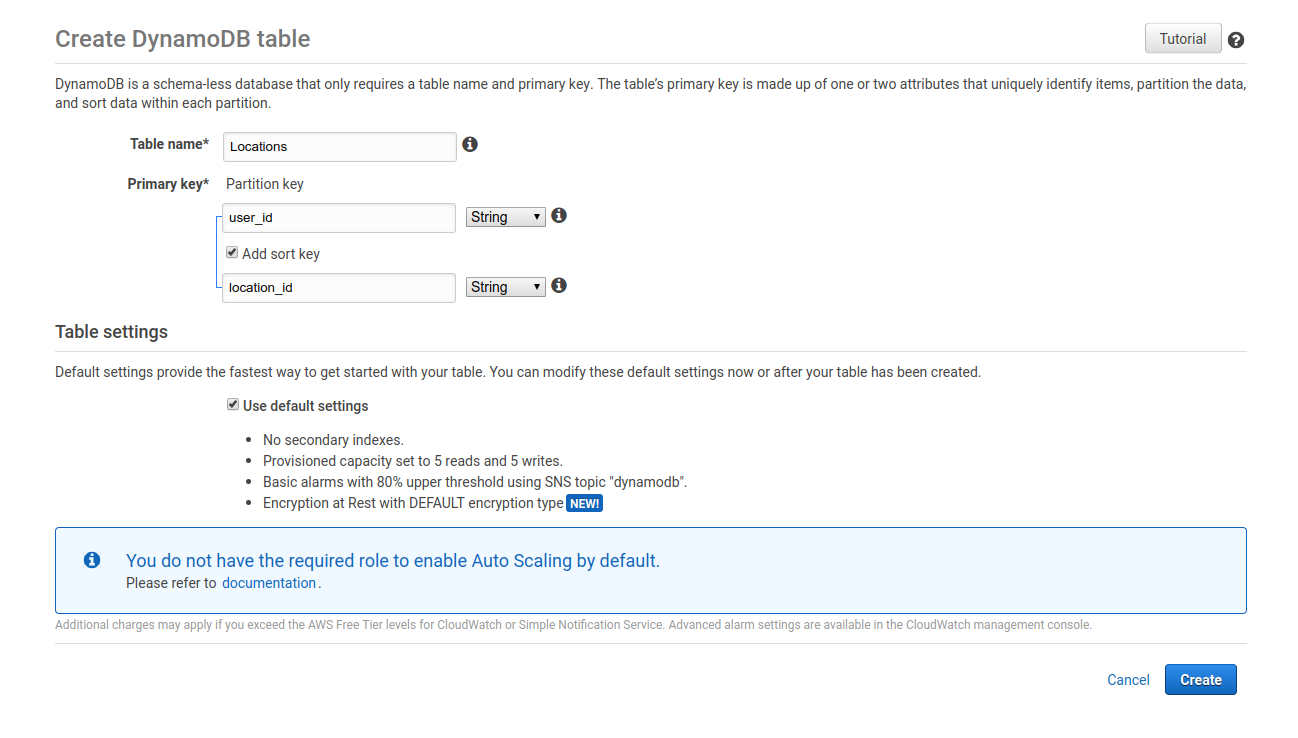 Create DynamoDB table
Tutorial
DynamoDB is a schema-less database that only requires a table name and primary key. The table's primary key is made up of one or two attributes that uniquely identify items, partition the data,
and sort data within each partition.
Table name*
Locations
Primary key*
Partition key
user_id
String
Add sort key
location_id
String
Table settings
Default settings provide the fastest way to get started with your table. You can modify these default settings now or after your table has been created.
Use default settings
No secondary indexes.
Provisioned capacity set to 5 reads and 5 writes.
Basic alarms with 80% upper threshold using SNS topic "dynamodb".
Encryption at Rest with DEFAULT encryption type NEW!
You do not have the required role to enable Auto Scaling by default.
Please refer to documentation.
Additional charges may apply if you exceed the AWS Free Tier levels for CloudWatch or Simple Notification Service. Advanced alarm settings are available in the CloudWatch management console.
Cancel
Create